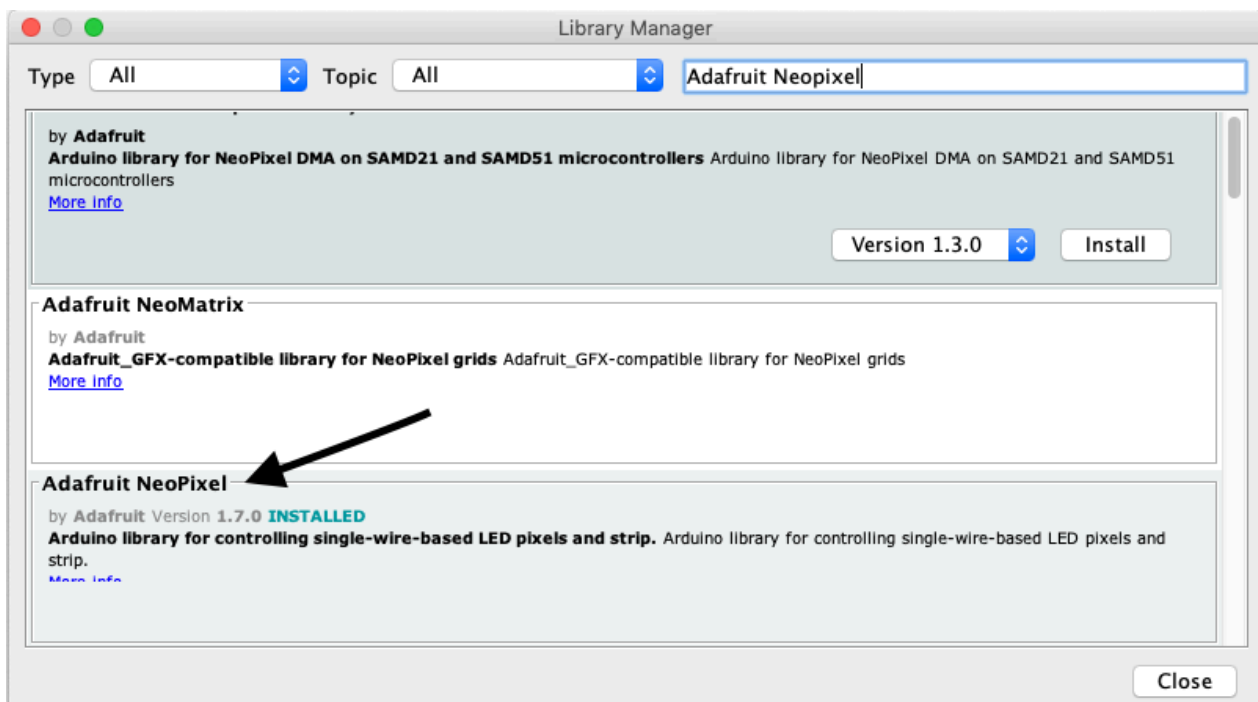 Library Manager
Type All Topic All Adafruit Neopixel
by Adafruit
Arduino library for NeoPixel DMA on SAMD21 and SAMD51 microcontrollers Arduino library for NeoPixel DMA on SAMD21 and SAMD51
microcontrollers
More info
Version 1.3.0 Install
Adafruit NeoMatrix
by Adafruit
Adafruit_GFX-compatible library for NeoPixel grids Adafruit_GFX-compatible library for NeoPixel grids
More info
Adafruit NeoPixel
by Adafruit Version 1.7.0 INSTALLED
Arduino library for controlling single-wire-based LED pixels and strip. Arduino library for controlling single-wire-based LED pixels and
strip.
More info
Close